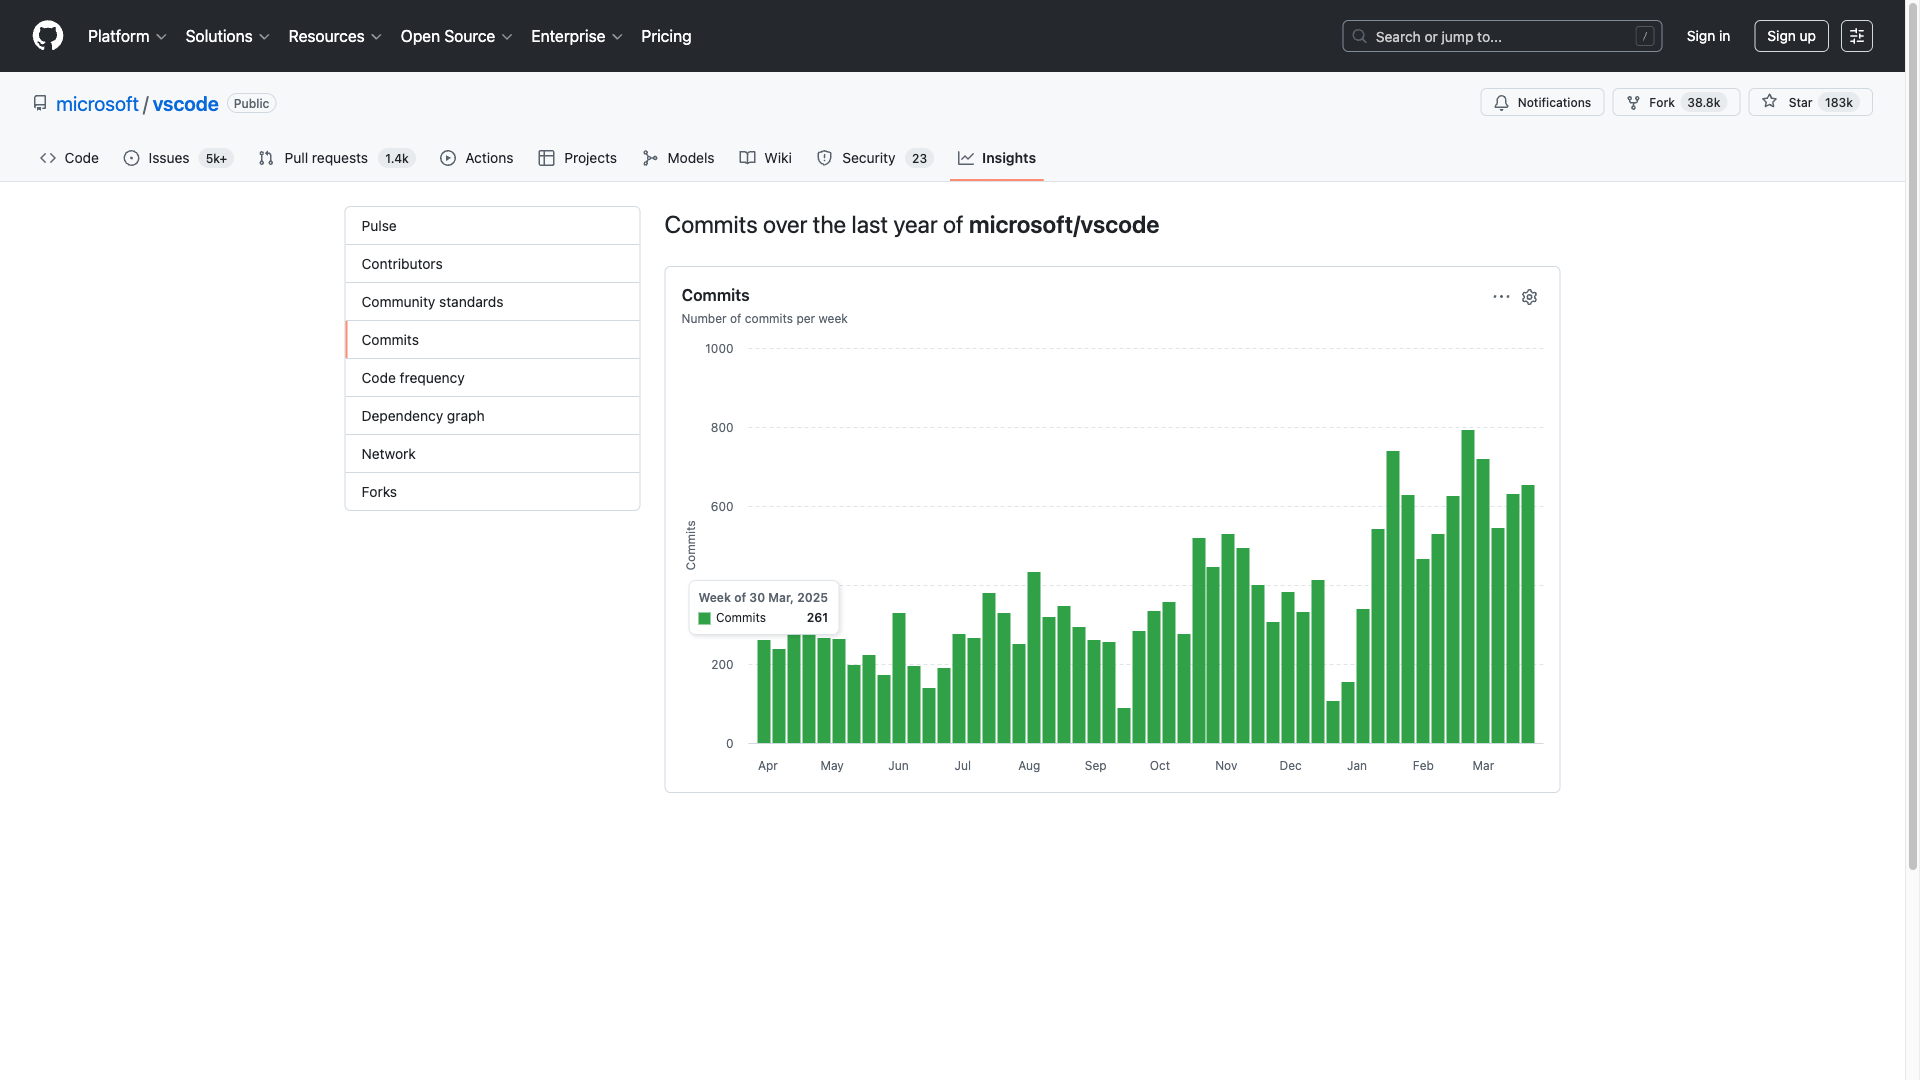 Platform Solutions Resources Open Source Enterprise Pricing Search or jump to... / Sign in Sign up
microsoft / vscode Public Notifications Fork 38.8k Star 183k
Code Issues 5k+ Pull requests 1.4k Actions Projects Models Wiki Security 23 Insights
Pulse
Contributors
Community standards
Commits
Code frequency
Dependency graph
Network
Forks
Commits over the last year of microsoft/vscode
Commits
Number of commits per week
1000
800
600
200
0
Commits
Week of 30 Mar, 2025
Commits 261
Apr May Jun Jul Aug Sep Oct Nov Dec Jan Feb Mar